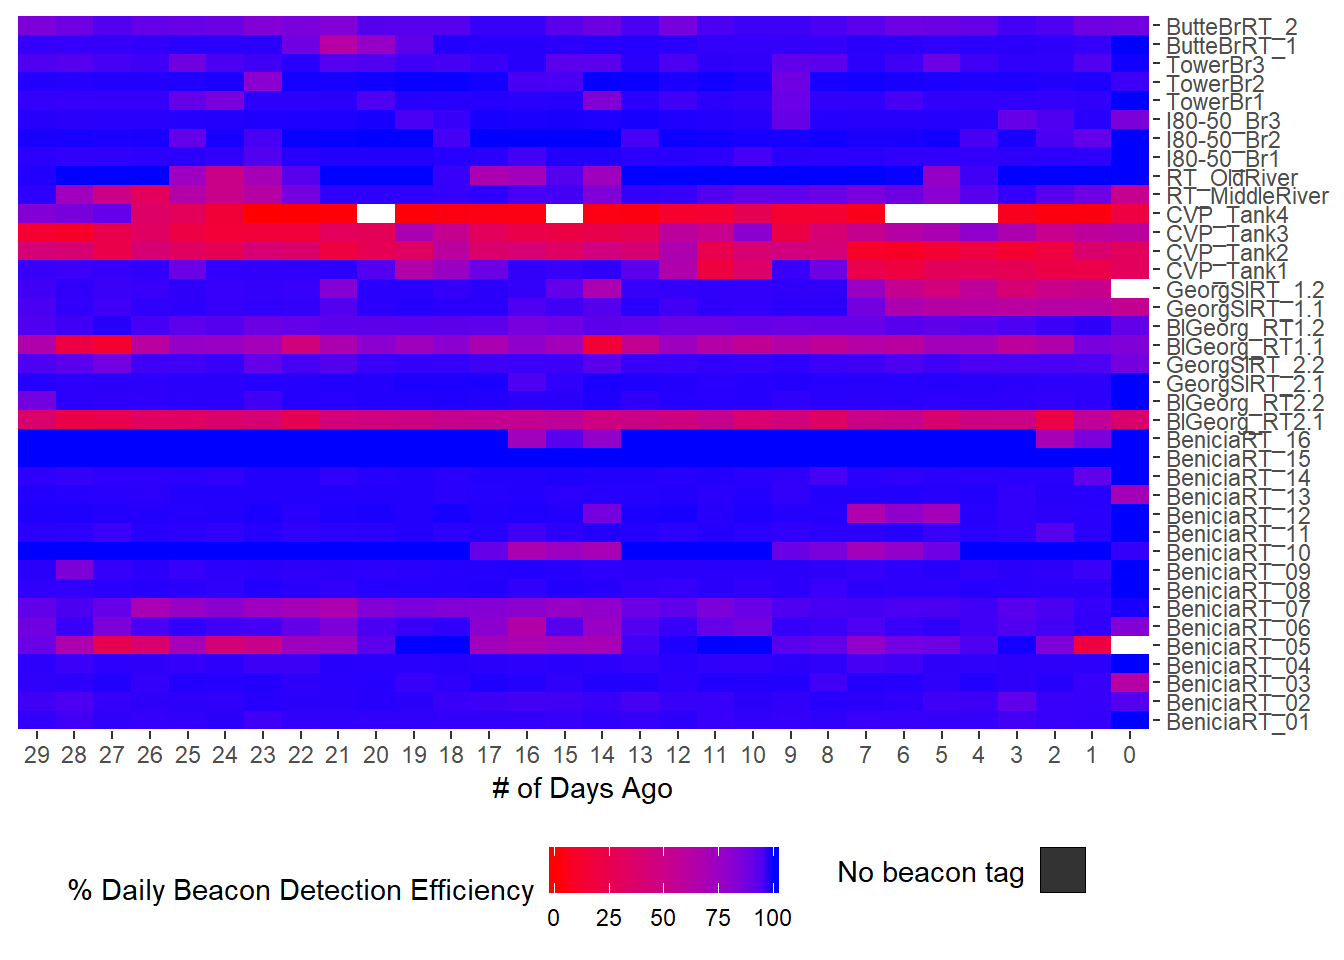 ButteBrRT_2
ButteBrRT_1
TowerBr3
TowerBr2
TowerBr1
I80-50_Br3
I80-50_Br2
I80-50_Br1
RT_OldRiver
RT_MiddleRiver
CVP_Tank4
CVP_Tank3
CVP_Tank2
CVP_Tank1
GeorgSlRT_1.2
GeorgSlRT_1.1
BlGeorg_RT1.2
BlGeorg_RT1.1
GeorgSlRT_2.2
GeorgSlRT_2.1
BlGeorg_RT2.2
BlGeorg_RT2.1
BeniciaRT_16
BeniciaRT_15
BeniciaRT_14
BeniciaRT_13
BeniciaRT_12
BeniciaRT_11
BeniciaRT_10
BeniciaRT_09
BeniciaRT_08
BeniciaRT_07
BeniciaRT_06
BeniciaRT_05
BeniciaRT_04
BeniciaRT_03
BeniciaRT_02
BeniciaRT_01
29 28 27 26 25 24 23 22 21 20 19 18 17 16 15 14 13 12 11 10 9 8 7 6 5 4 3 2 1 0
# of Days Ago
% Daily Beacon Detection Efficiency
0 25 50 75 100
No beacon tag